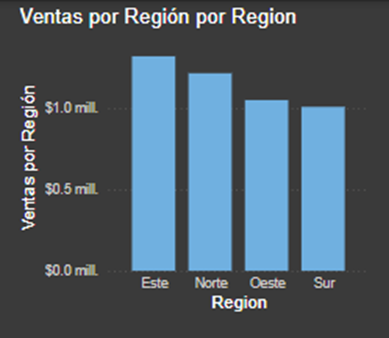 Ventas por Región por Region
Ventas por Región
$1.0 mill.
$0.5 mill.
$0.0 mill.
Este Norte Oeste Sur
Region